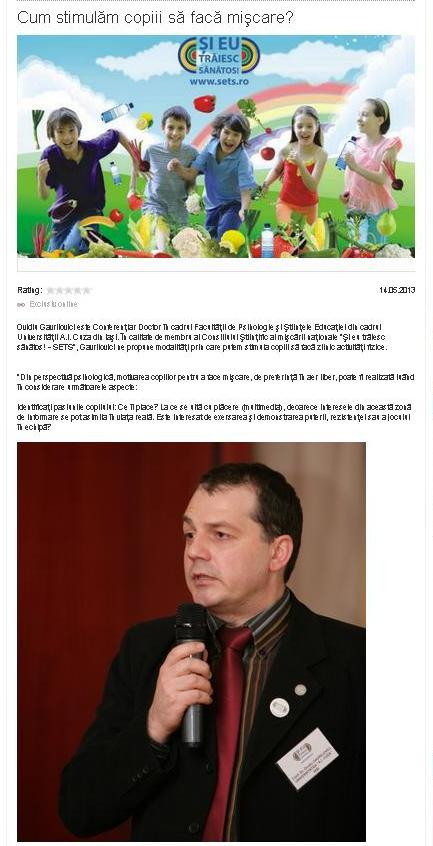 Cum stimulăm copiii să facă mişcare?
ŞI EU
TRĂIESC
SĂNĂTOS!
www.sets.ro
Rating:
14.05.2013
Exclusiv online
Ovidiu Gavrilovici este Conferenţiar Doctor în cadrul Facultăţii de Psihologie şi Ştiinţele Educaţiei din cadrul
Universităţii A.I. Cuza din Iaşi. În calitate de membru al Consiliului Ştiinţific al mişcării naţionale "Şi eu trăiesc
sănătos! - SETS", Gavrilovici ne propune modalităţi prin care putem stimula copiii să facă zilnic activităţi fizice.
"Din perspectivă psihologică, motivarea copiilor pentru a face mişcare, de preferinţă în aer liber, poate fi realizată luând
în considerare următoarele aspecte:
Identificaţi pasiunile copilului: Ce îi place? La ce se uită cu plăcere (multimedia), deoarece interesele din această zonă
de informare se pot asimila în viaţa reală. Este interesat de exersarea şi demonstrarea puterii, rezistenţei sau a jocului
în echipă?
ŞI EU